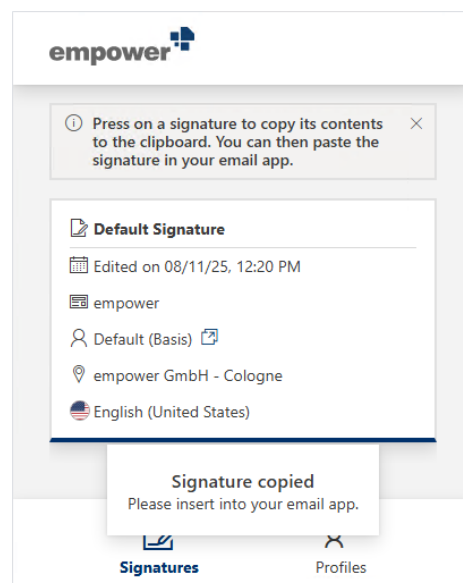 empower
Press on a signature to copy its contents
to the clipboard. You can then paste the
signature in your email app.
Default Signature
Edited on 08/11/25, 12:20 PM
empower
Default (Basis)
empower GmbH - Cologne
English (United States)
Signature copied
Please insert into your email app.
Signatures
Profiles